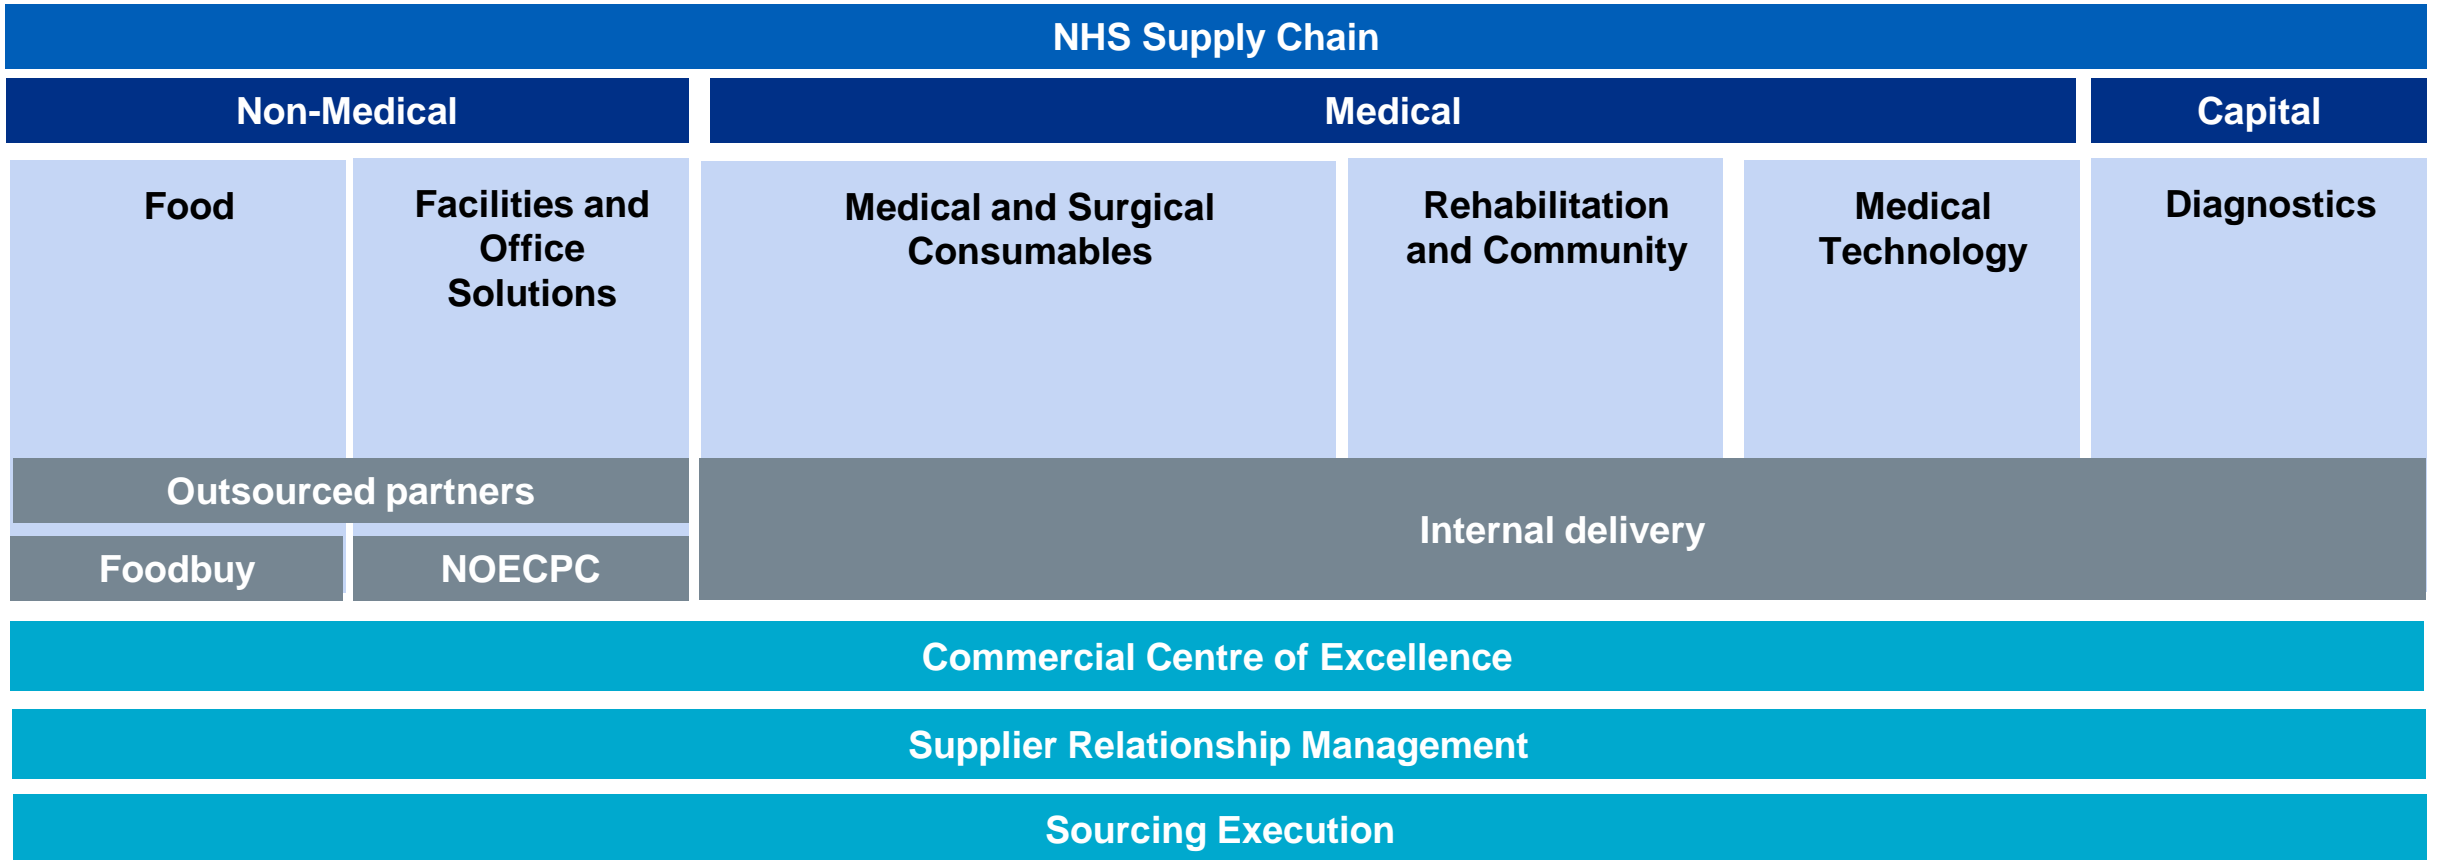 NHS Supply Chain
Non-Medical
Medical
Capital
Food
Facilities and
Office
Solutions
Medical and Surgical
Consumables
Rehabilitation
and Community
Medical
Technology
Diagnostics
Outsourced partners
Internal delivery
Foodbuy
NOECPC
Commercial Centre of Excellence
Supplier Relationship Management
Sourcing Execution